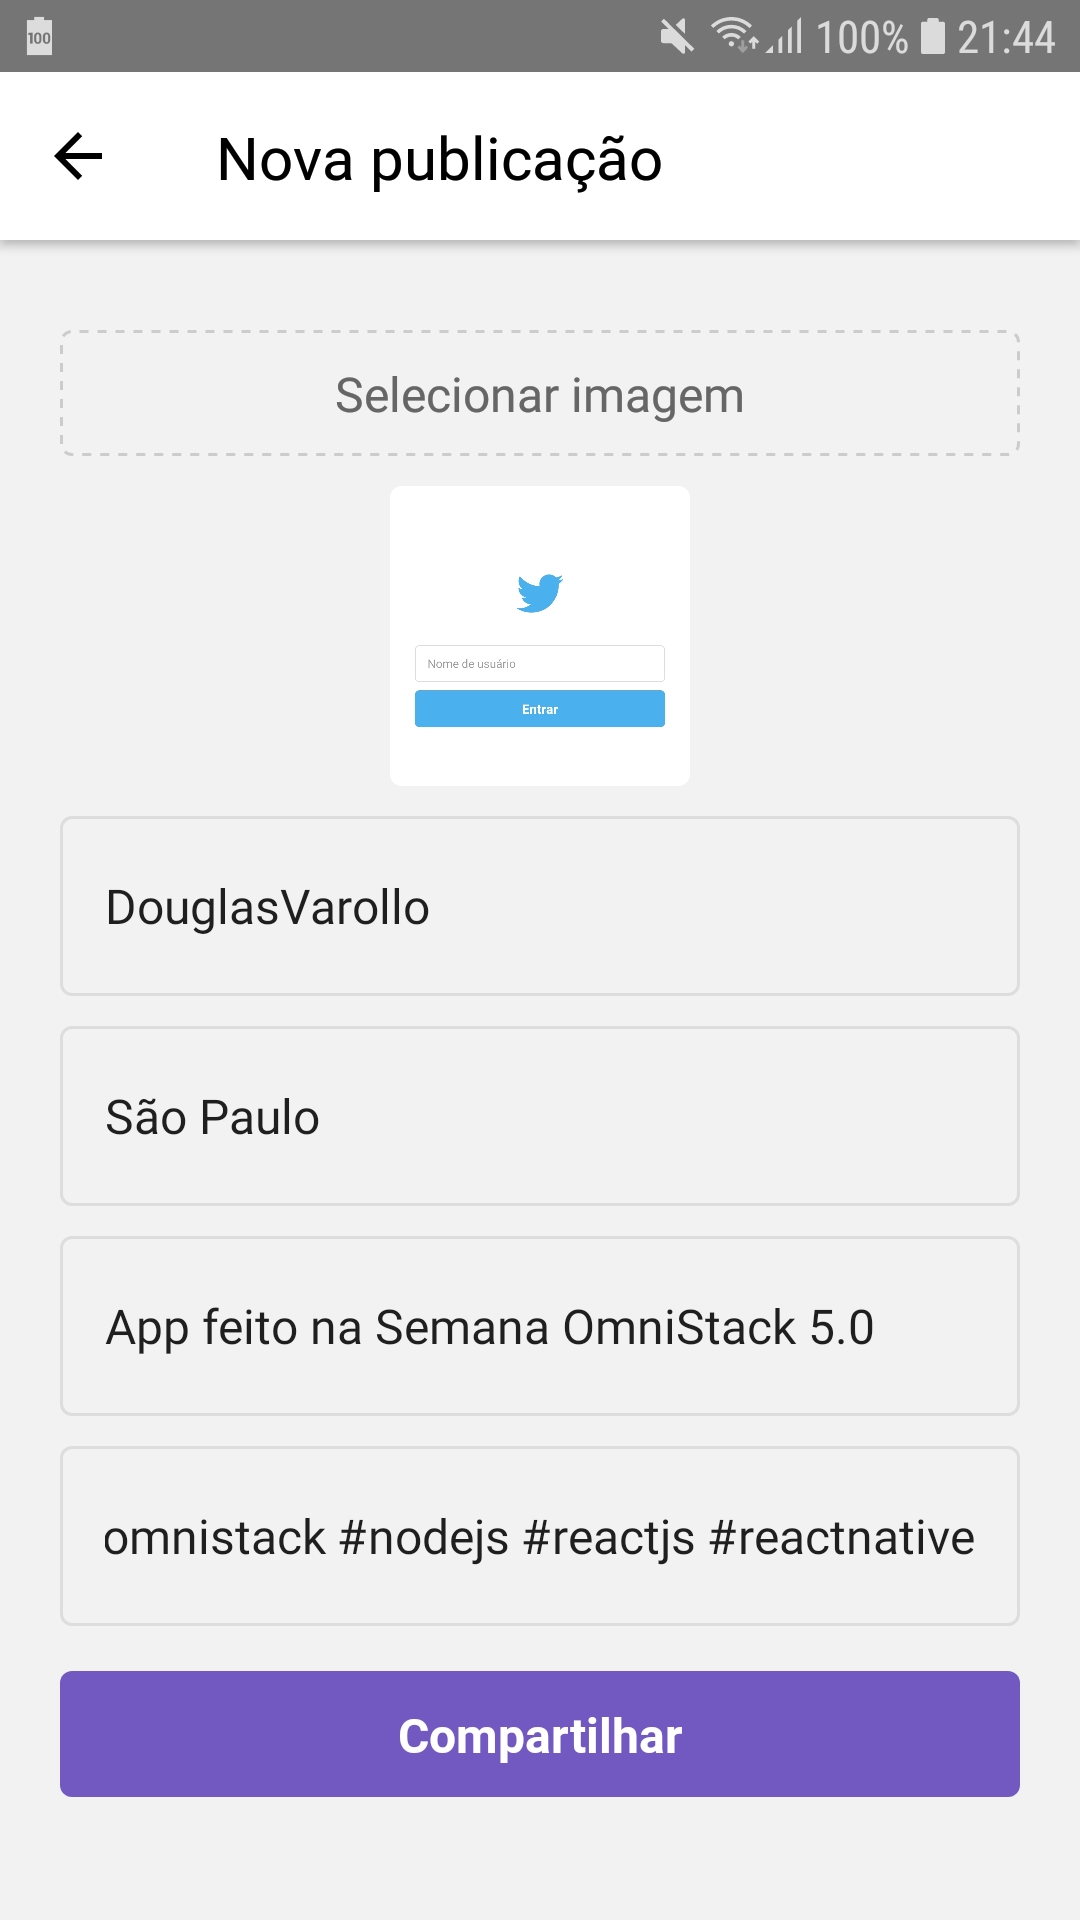 100 100% 21:44
Nova publicação
Selecionar imagem
Nome de usuário
Entrar
DouglasVarollo
São Paulo
App feito na Semana OmniStack 5.0
omnistack #nodejs #reactjs #reactnative
Compartilhar